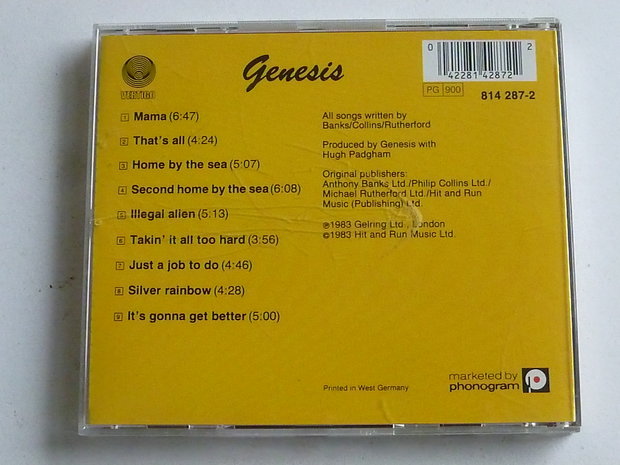 VERTIGO
Genesis
0 2
42281 42872
PG 900
814 287-2
1 Mama (6:47)
2 That's all (4:24)
3 Home by the sea (5:07)
4 Second home by the sea (6:08)
5 Illegal alien (5:13)
6 Takin' it all too hard (3:56)
7 Just a job to do (4:46)
8 Silver rainbow (4:28)
9 It's gonna get better (5:00)
All songs written by
Banks/Collins/Rutherford
Produced by Genesis with
Hugh Padgham
Original publishers:
Anthony Banks Ltd./Philip Collins Ltd./
Michael Rutherford Ltd./Hit and Run
Music (Publishing) Ltd.
℗1983 Gelring Ltd., London
©1983 Hit and Run Music Ltd.
Printed in West Germany
marketed by
phonogram